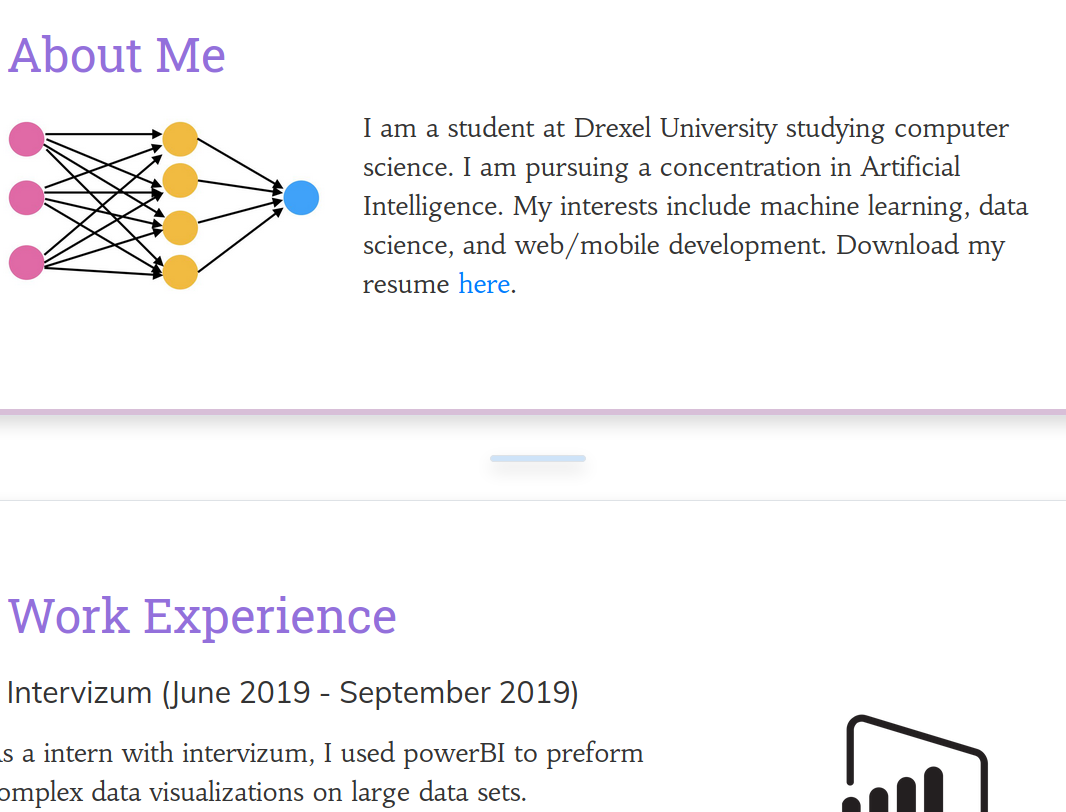 About Me
I am a student at Drexel University studying computer
science. I am pursuing a concentration in Artificial
Intelligence. My interests include machine learning, data
science, and web/mobile development. Download my
resume here.
Work Experience
Intervizum (June 2019 - September 2019)
s a intern with intervizum, I used powerBI to preform
omplex data visualizations on large data sets.